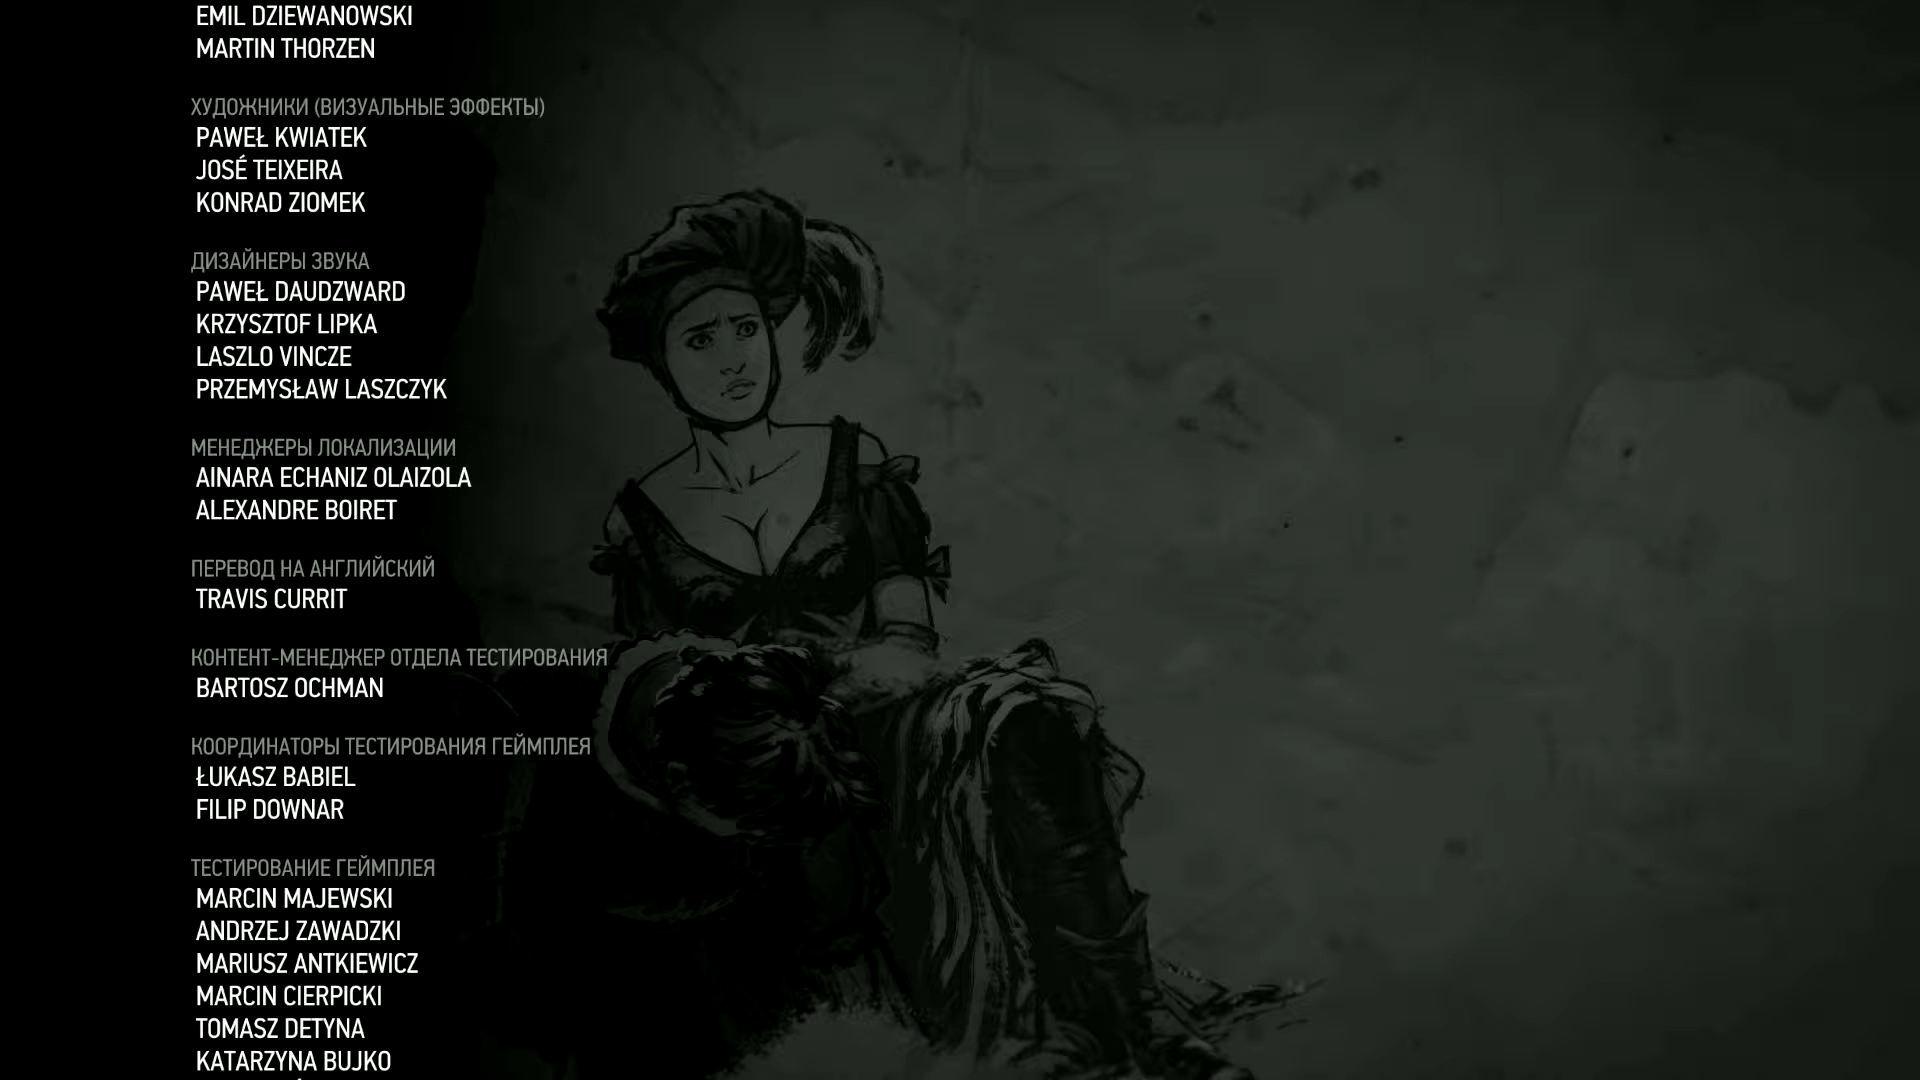 EMIL DZIEWANOWSKI
MARTIN THORZEN
ХУДОЖНИКИ (ВИЗУАЛЬНЫЕ ЭФФЕКТЫ)
PAWEŁ KWIATEK
JOSÉ TEIXEIRA
KONRAD ZIOMEK
ДИЗАЙНЕРЫ ЗВУКА
PAWEŁ DAUDZWARD
KRZYSZTOF LIPKA
LASZLO VINCZE
PRZEMYSŁAW LASZCZYK
МЕНЕДЖЕРЫ ЛОКАЛИЗАЦИИ
AINARA ECHANIZ OLAIZOLA
ALEXANDRE BOIRET
ПЕРЕВОД НА АНГЛИЙСКИЙ
TRAVIS CURRIT
КОНТЕНТ-МЕНЕДЖЕР ОТДЕЛА ТЕСТИРОВАНИЯ
BARTOSZ OCHMAN
КООРДИНАТОРЫ ТЕСТИРОВАНИЯ ГЕЙМПЛЕЯ
ŁUKASZ BABIEL
FILIP DOWNAR
ТЕСТИРОВАНИЕ ГЕЙМПЛЕЯ
MARCIN MAJEWSKI
ANDRZEJ ZAWADZKI
MARIUSZ ANTKIEWICZ
MARCIN CIERPICKI
TOMASZ DETYNA
KATARZYNA BUJKO